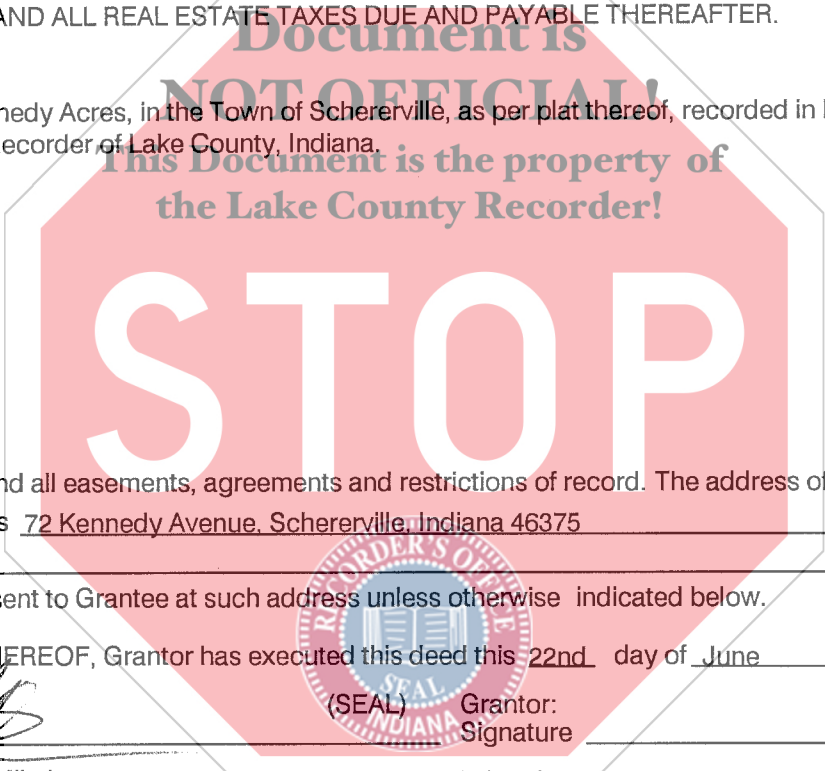 AND ALL REAL ESTATE TAXES DUE AND PAYABLE THEREAFTER.
Document is
NOT OFFICIAL!
nedy Acres, in the Town of Schererville, as per plat thereof, recorded in
ecorder of Lake County, Indiana.
This Document is the property of
the Lake County Recorder!
STOP
nd all easements, agreements and restrictions of record. The address of
s 72 Kennedy Avenue, Schererville, Indiana 46375
RECORDER'S OFFICE
sent to Grantee at such address unless otherwise indicated below.
EREOF, Grantor has executed this deed this 22nd day of June
SEAL
INDIANA
(SEAL) Grantor:
Signature